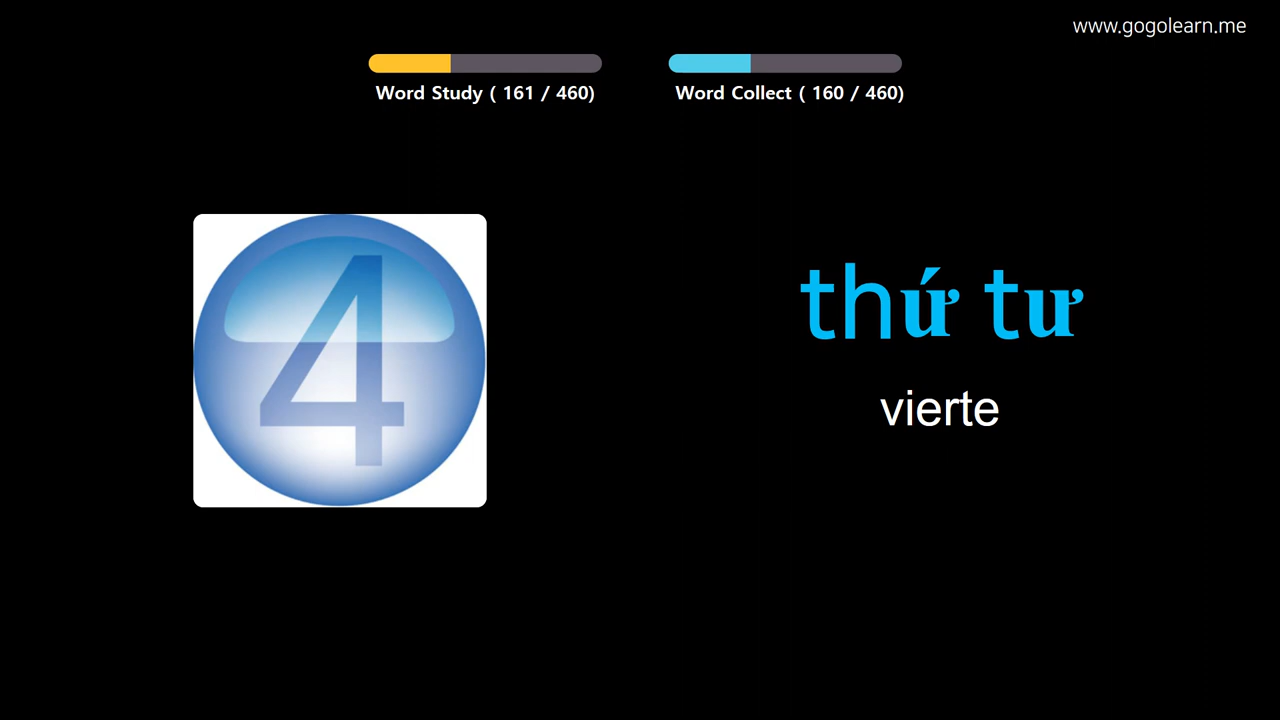 www.gogolearn.me
Word Study ( 161 / 460)
Word Collect ( 160 / 460)
4
thứ tư
vierte